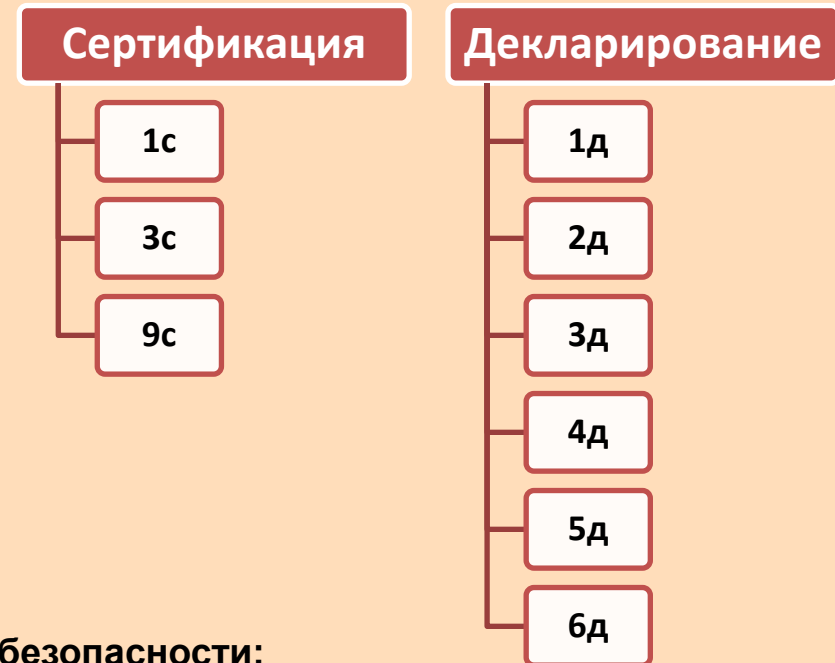 Сертификация
1с
3с
9с
Декларирование
1д
2д
3д
4д
5д
6д
безопасности: